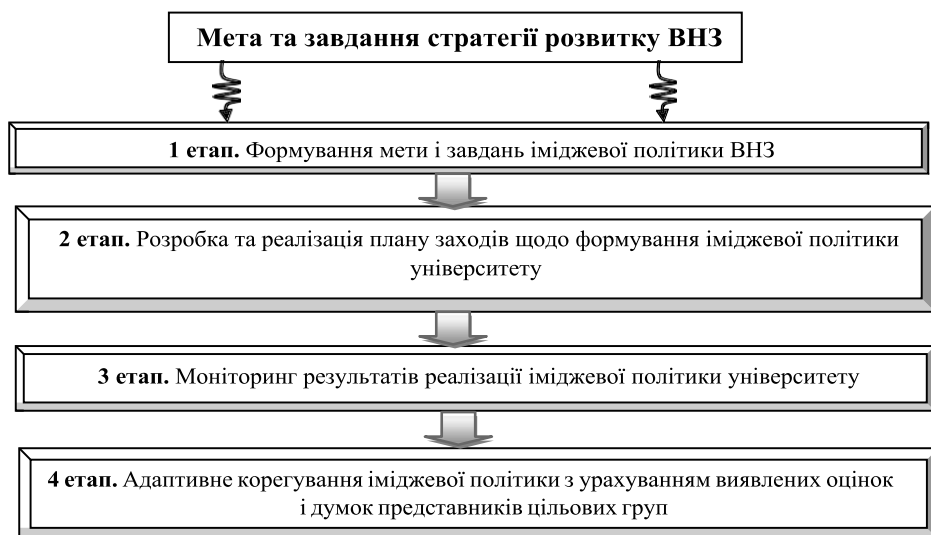 Мета та завдання стратегії розвитку ВНЗ
1 етап. Формування мети і завдань іміджевої політики ВНЗ
2 етап. Розробка та реалізація плану заходів щодо формування іміджевої політики
університету
3 етап. Моніторинг результатів реалізації іміджевої політики університету
4 етап. Адаптивне корегування іміджевої політики з урахуванням виявлених оцінок
і думок представників цільових груп